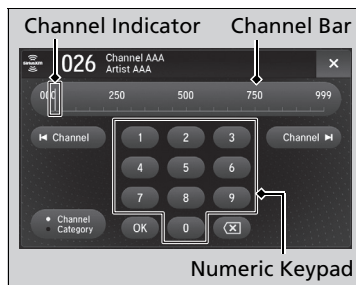 Channel Indicator Channel Bar
SiriusXM 026 Channel AAA
Artist AAA
000 250 500 750 999
Channel 1 2 3 Channel
4 5 6
7 8 9
Channel
Category
OK 0
Numeric Keypad